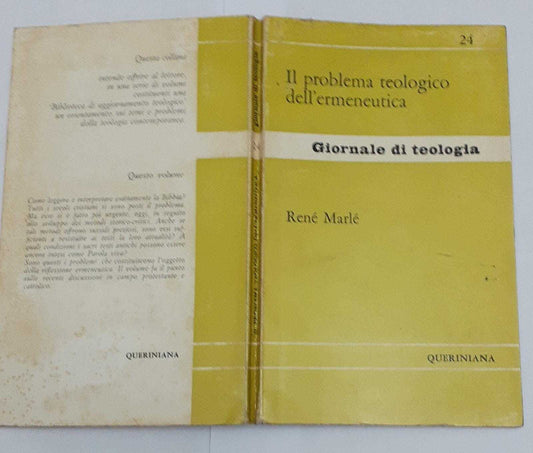 Questa collana
intende offrire al lettore,
in una serie di volumi
costituenti una
'Biblioteca di aggiornamento teologico'
un orientamento sui temi e problemi
della teologia contemporanea.
Questo volume
Come leggere e interpretare esattamente la Bibbia?
Tutti i secoli cristiani si sono posti il problema.
Ma esso si è fatto più urgente, oggi, in seguito
allo sviluppo dei metodi storico-critici. Anche se
tali metodi offrono sussidi preziosi, sono essi suf-
ficienti a restituire ai testi la loro attualità? A
quali condizioni i sacri testi antichi possono essere
ancora intesi come Parola viva?
Sono questi i problemi che costituiscono l'oggetto
della riflessione ermeneutica. Il volume fa il punto
sulle recenti discussioni in campo protestante e
cattolico.
QUERINIANA
24
Il problema teologico
dell'ermeneutica
Giornale di teologia
René Marlé
QUERINIANA